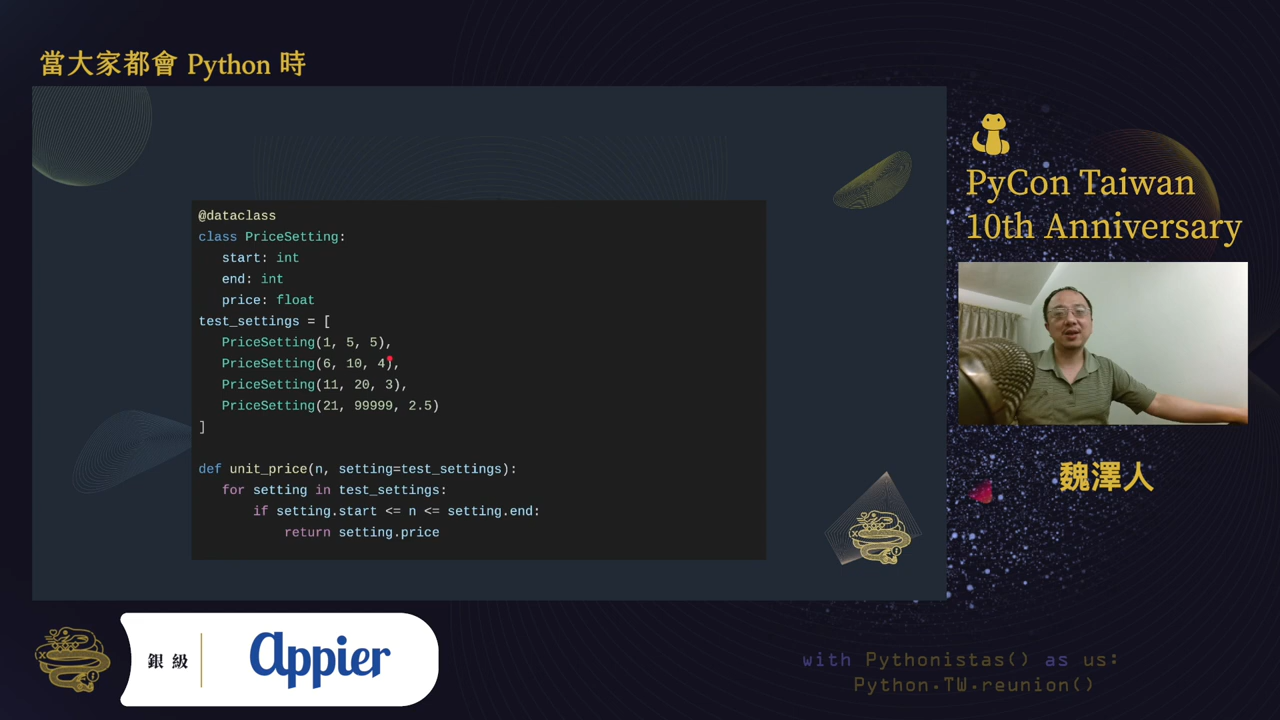 當大家都會 Python 時
@dataclass
class PriceSetting:
start: int
end: int
price: float
test_settings = [
PriceSetting(1, 5, 5),
PriceSetting(6, 10, 4),
PriceSetting(11, 20, 3),
PriceSetting(21, 99999, 2.5)
]
def unit_price(n, setting=test_settings):
for setting in test_settings:
if setting.start <= n <= setting.end:
return setting.price
PyCon Taiwan
10th Anniversary
魏澤人
銀級
Appier
with Pythonistas() as us:
Python.TW.reunion()